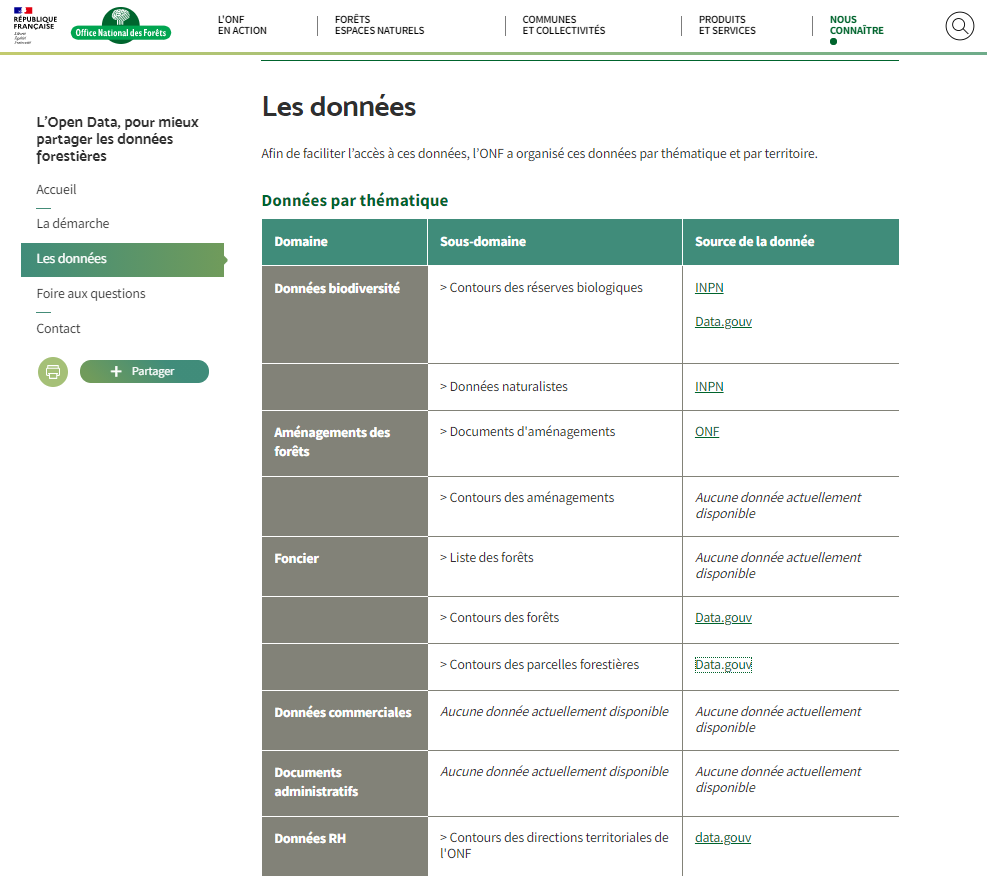 RÉPUBLIQUE
FRANÇAISE
Liberté
Égalité
Fraternité
Office National des Forêts
L'ONF
EN ACTION
FORÊTS
ESPACES NATURELS
COMMUNES
ET COLLECTIVITÉS
PRODUITS
ET SERVICES
NOUS
CONNAÎTRE
L'Open Data, pour mieux
partager les données
forestières
Accueil
La démarche
Les données
Foire aux questions
Contact
+ Partager
Les données
Afin de faciliter l'accès à ces données, l'ONF a organisé ces données par thématique et par territoire.
Données par thématique
Domaine Sous-domaine Source de la donnée
Données biodiversité > Contours des réserves biologiques INPN
Data.gouv
> Données naturalistes INPN
Aménagements des > Documents d'aménagements ONF
forêts
> Contours des aménagements Aucune donnée actuellement
disponible
Foncier > Liste des forêts Aucune donnée actuellement
disponible
> Contours des forêts Data.gouv
> Contours des parcelles forestières Data.gouv
Données commerciales Aucune donnée actuellement disponible Aucune donnée actuellement
disponible
Documents Aucune donnée actuellement disponible Aucune donnée actuellement
administratifs disponible
Données RH > Contours des directions territoriales de data.gouv
l'ONF